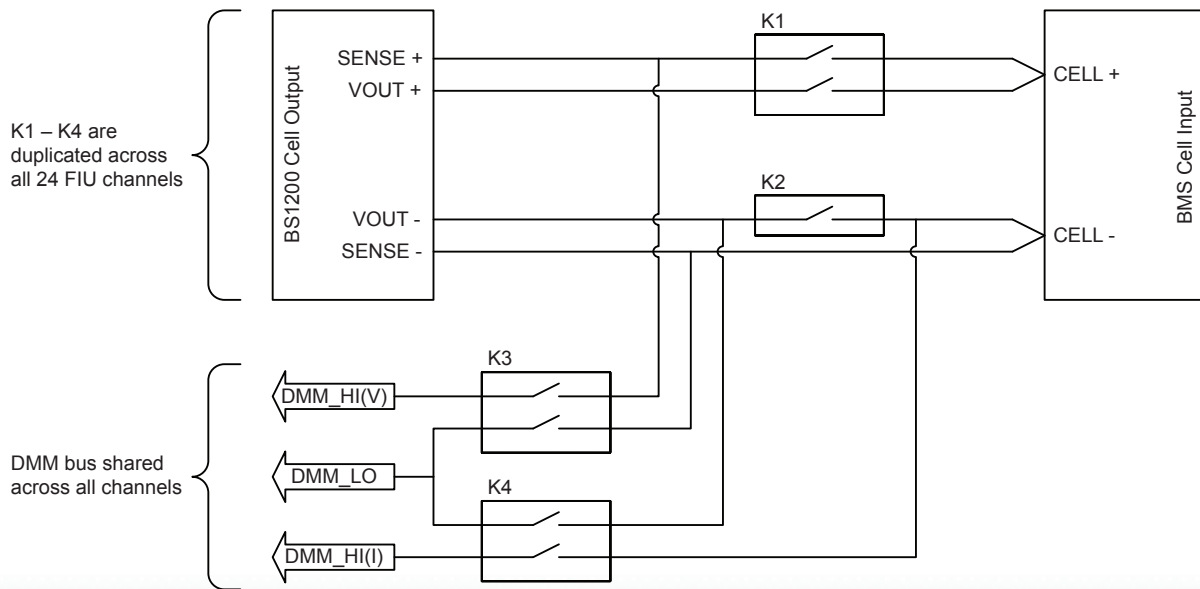 K1
SENSE +
VOUT +
CELL +
K1 – K4 are
duplicated across
all 24 FIU channels
BS1200 Cell Output
BMS Cell Input
K2
VOUT -
SENSE -
CELL -
K3
DMM_HI(V)
DMM bus shared
across all channels
DMM_LO
K4
DMM_HI(I)